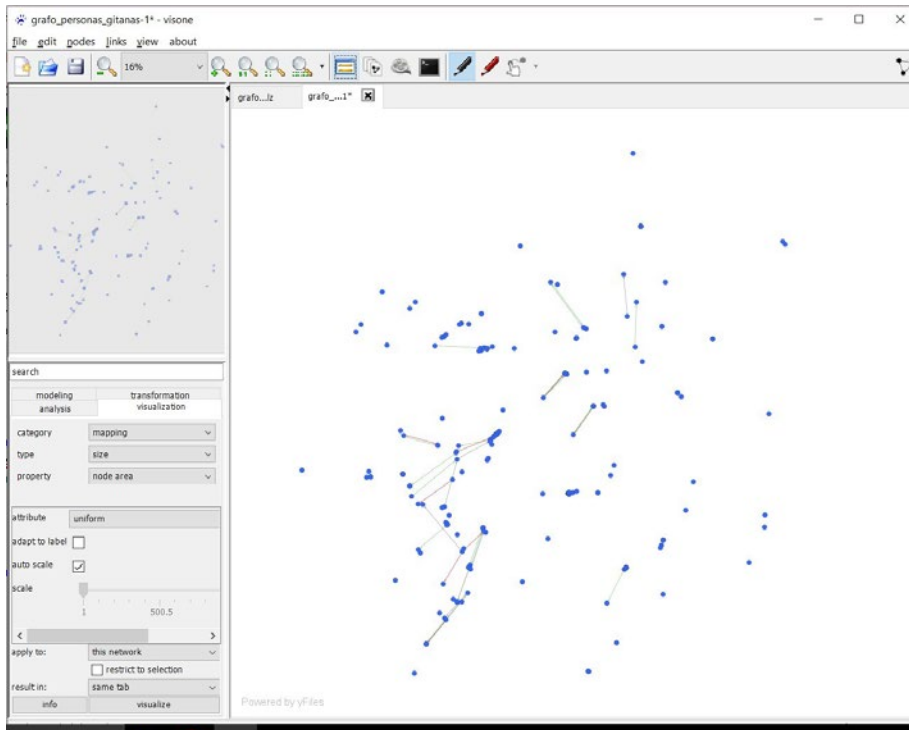 grafo_personas_gitanas-1* - visone
file edit nodes links view about
16%
grafo...lz
grafo_...1*
search
modeling transformation
analysis visualization
category mapping
type size
property node area
attribute uniform
adapt to label
auto scale
scale
1 500.5
apply to: this network
restrict to selection
result in: same tab
info visualize
Powered by yFiles